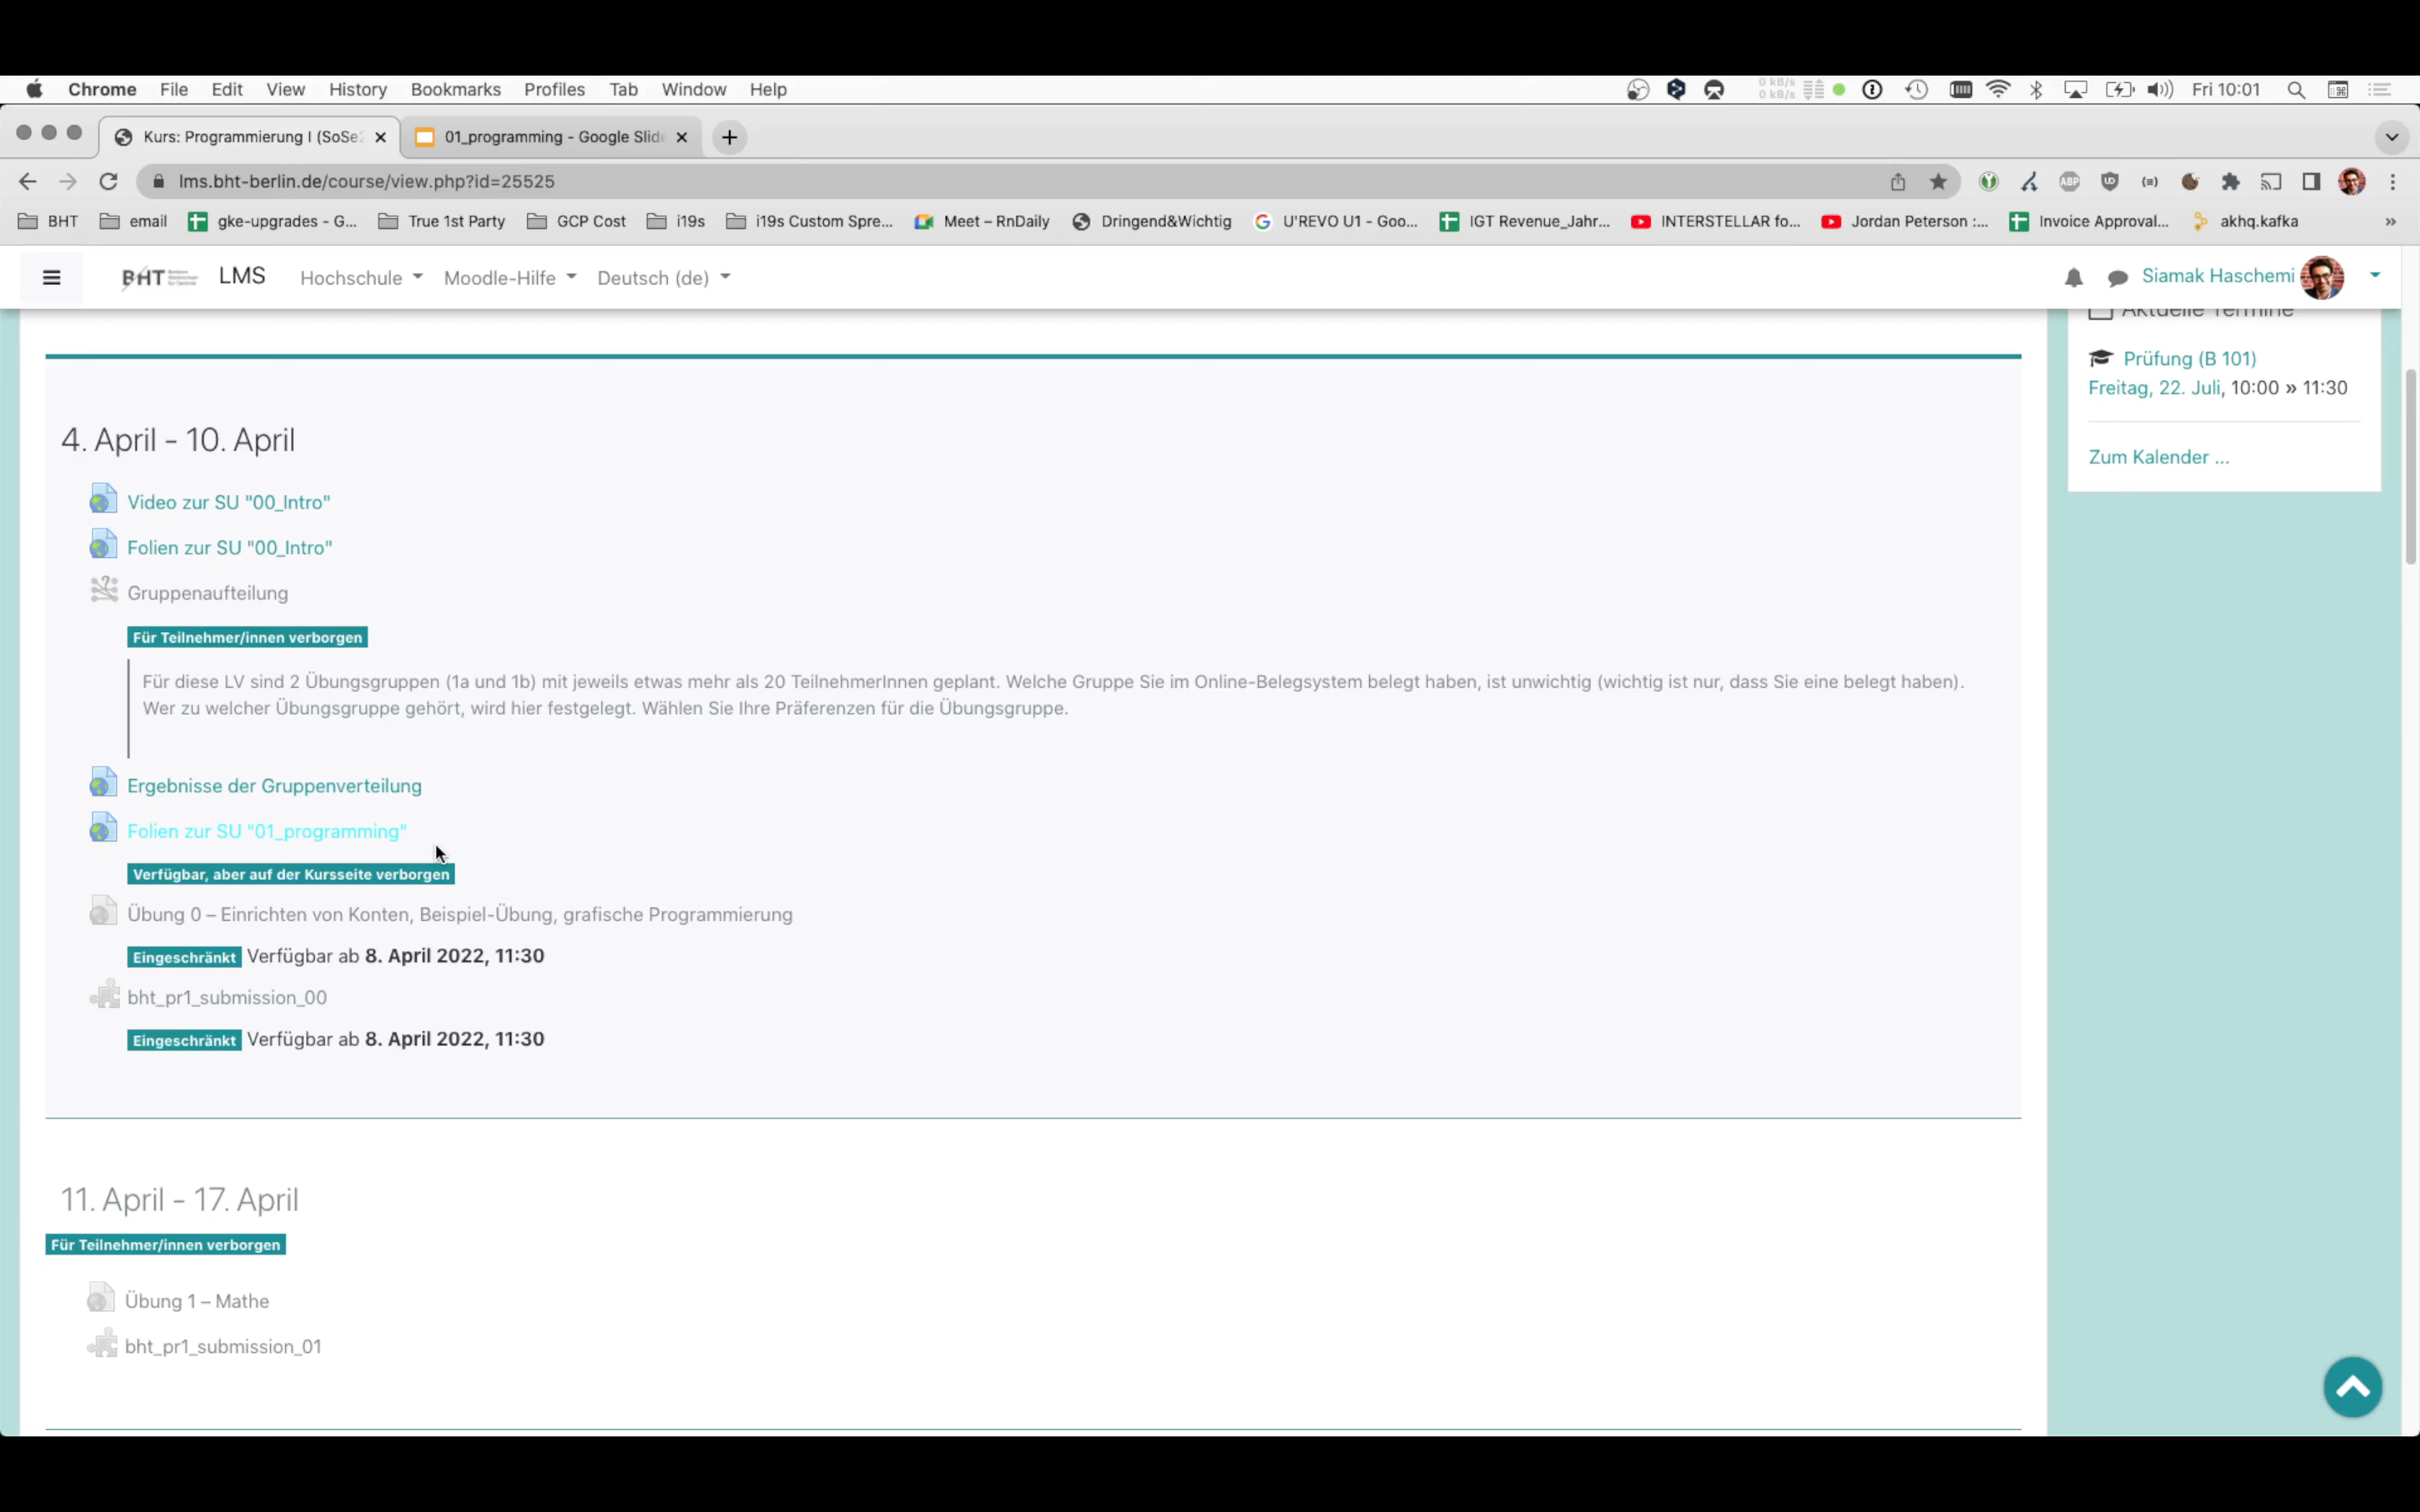 Chrome File Edit View History Bookmarks Profiles Tab Window Help
0 kB/s
0 kB/s
Fri 10:01
Kurs: Programmierung I (SoSe2
01_programming - Google Slide
lms.bht-berlin.de/course/view.php?id=25525
BHT email gke-upgrades - G... True 1st Party GCP Cost i19s i19s Custom Spre... Meet – RnDaily Dringend&Wichtig U'REVO U1 - Goo... IGT Revenue_Jahr... INTERSTELLAR fo... Jordan Peterson :... Invoice Approval... akhq.kafka »
BHT LMS Hochschule Moodle-Hilfe Deutsch (de) Siamak Haschemi
Aktuelle Termine
Prüfung (B 101)
Freitag, 22. Juli, 10:00 » 11:30
Zum Kalender ...
4. April - 10. April
Video zur SU "00_Intro"
Folien zur SU "00_Intro"
Gruppenaufteilung
Für Teilnehmer/innen verborgen
Für diese LV sind 2 Übungsgruppen (1a und 1b) mit jeweils etwas mehr als 20 TeilnehmerInnen geplant. Welche Gruppe Sie im Online-Belegsystem belegt haben, ist unwichtig (wichtig ist nur, dass Sie eine belegt haben).
Wer zu welcher Übungsgruppe gehört, wird hier festgelegt. Wählen Sie Ihre Präferenzen für die Übungsgruppe.
Ergebnisse der Gruppenverteilung
Folien zur SU "01_programming"
Verfügbar, aber auf der Kursseite verborgen
Übung 0 – Einrichten von Konten, Beispiel-Übung, grafische Programmierung
Eingeschränkt Verfügbar ab 8. April 2022, 11:30
bht_pr1_submission_00
Eingeschränkt Verfügbar ab 8. April 2022, 11:30
11. April - 17. April
Für Teilnehmer/innen verborgen
Übung 1 – Mathe
bht_pr1_submission_01